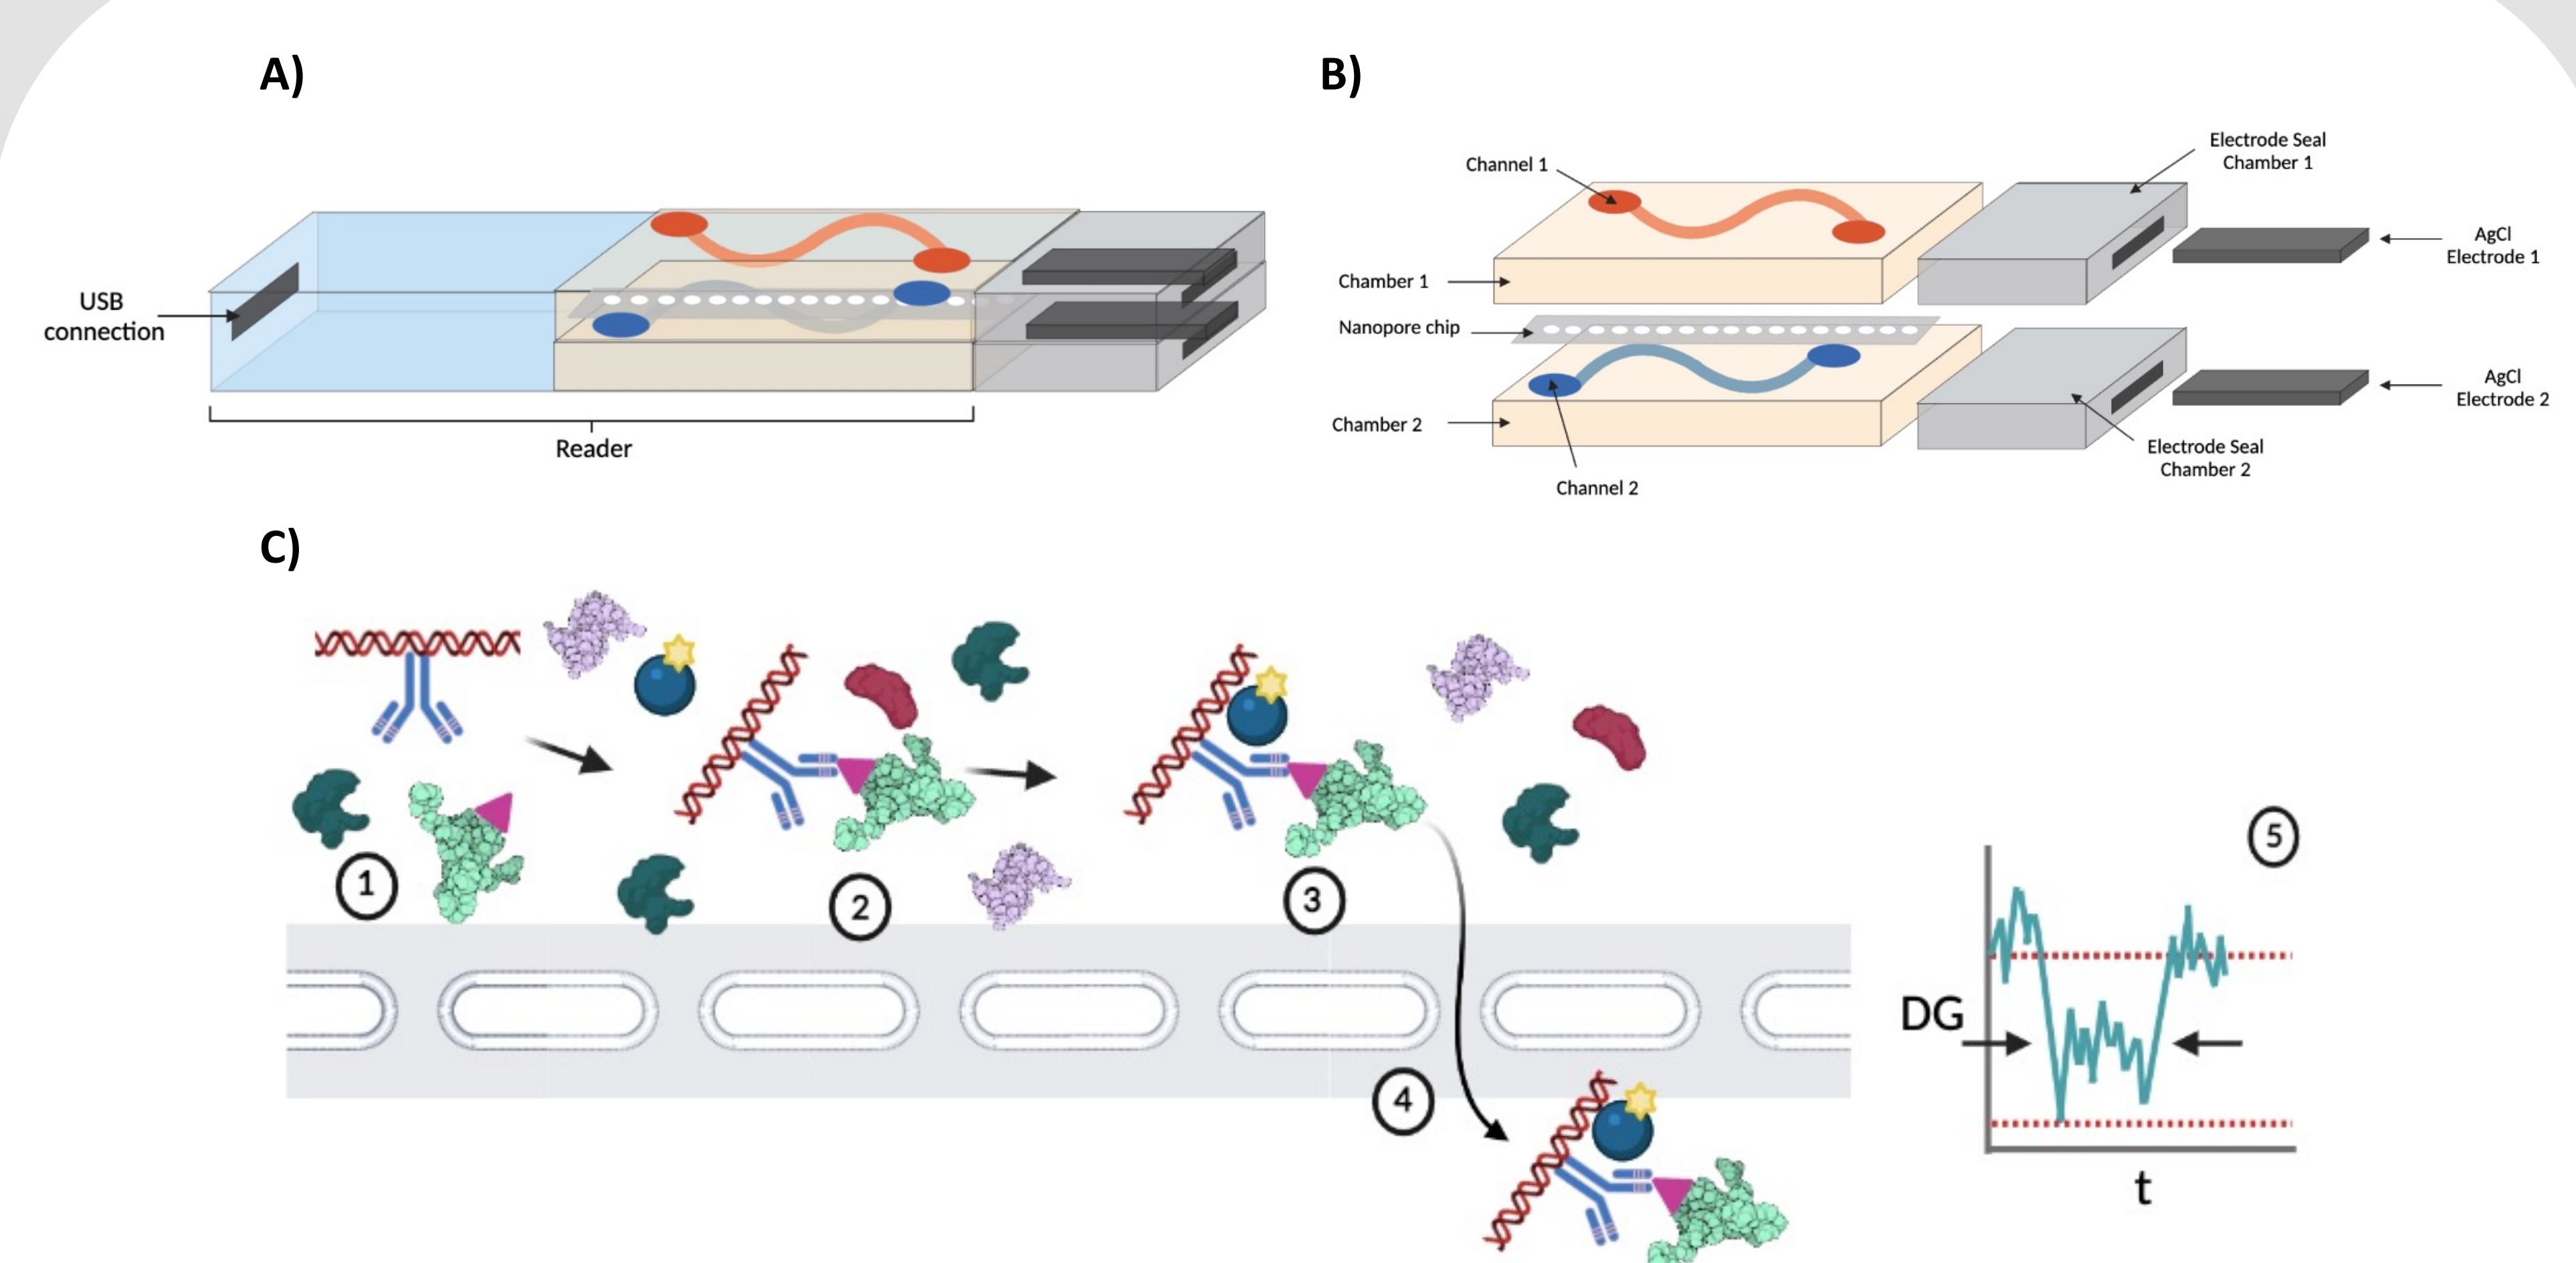 A)
USB
connection
Reader
B)
Channel 1
Electrode Seal
Chamber 1
AgCl
Electrode 1
Chamber 1
Nanopore chip
Chamber 2
AgCl
Electrode 2
Electrode Seal
Chamber 2
Channel 2
C)
1
2
3
4
5
DG
t